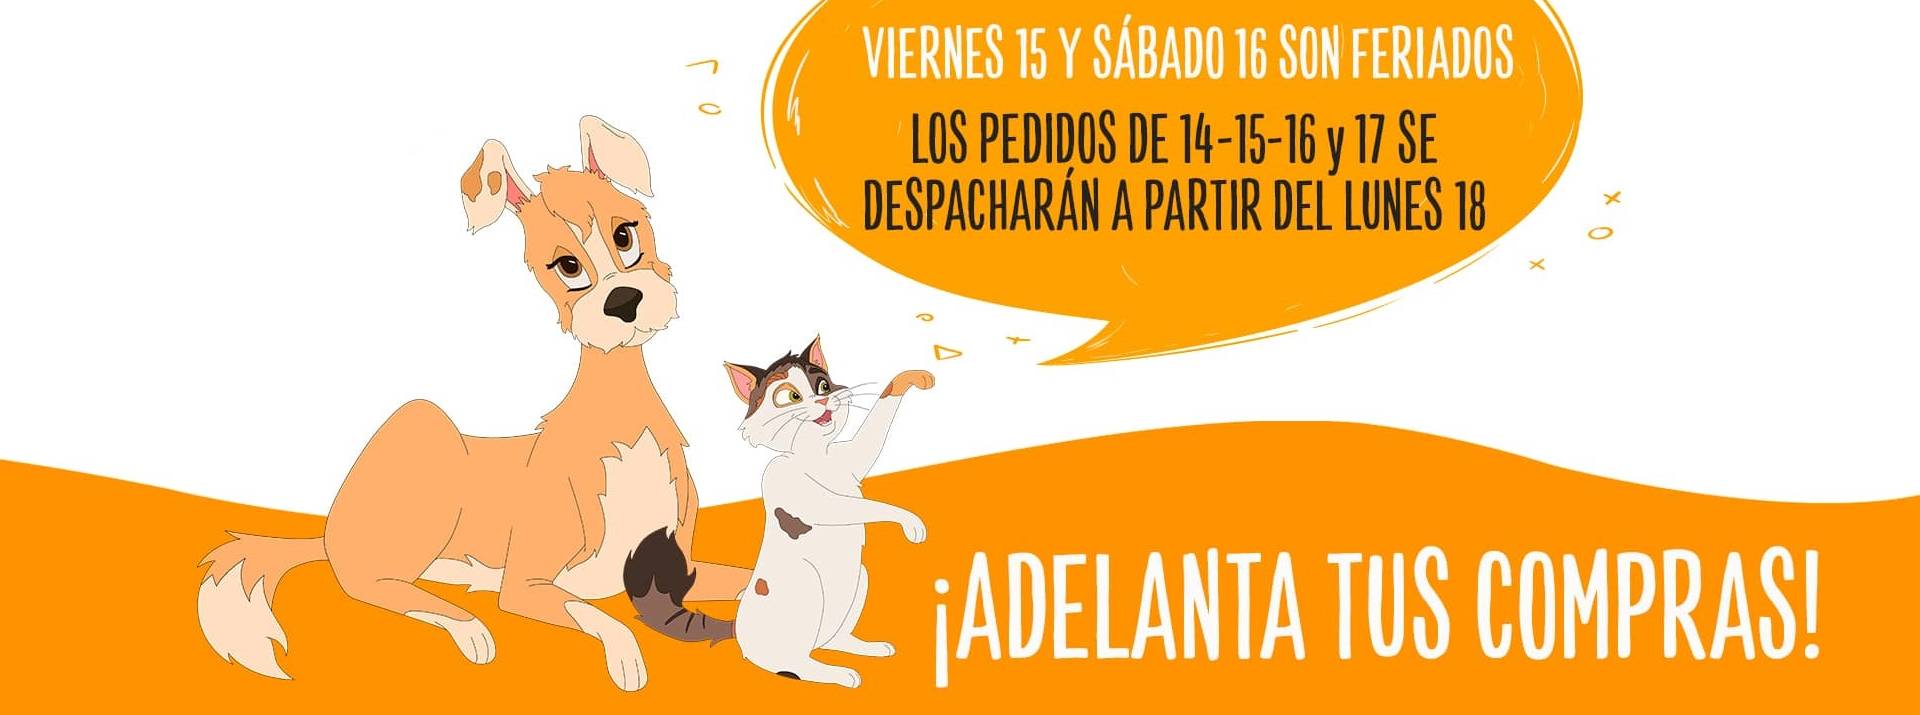 VIERNES 15 Y SÁBADO 16 SON FERIADOS
LOS PEDIDOS DE 14-15-16 y 17 SE
DESPACHARÁN A PARTIR DEL LUNES 18
¡ADELANTA TUS COMPRAS!